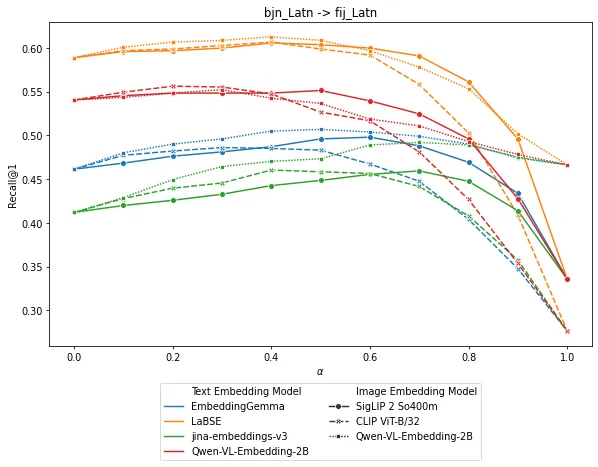 bjn_Latn -> fij_Latn
Recall@1
0.60
0.55
0.50
0.45
0.40
0.35
0.30
0.0 0.2 0.4 0.6 0.8 1.0
α
Text Embedding Model
EmbeddingGemma
LaBSE
jina-embeddings-v3
Qwen-VL-Embedding-2B
Image Embedding Model
SigLIP 2 So400m
CLIP ViT-B/32
Qwen-VL-Embedding-2B